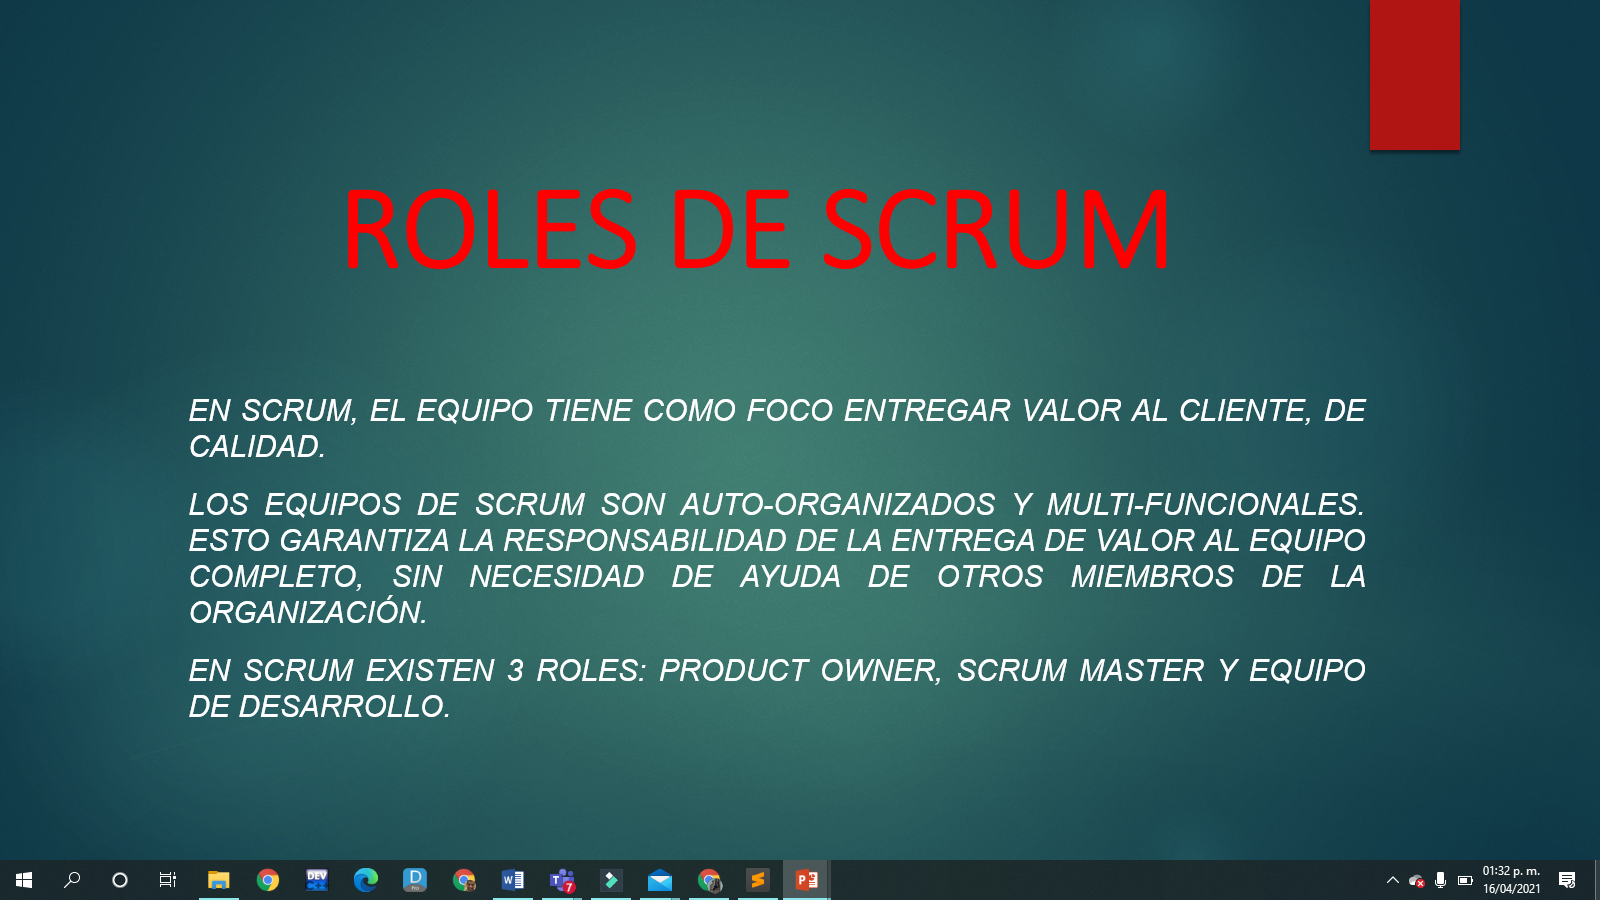 ROLES DE SCRUM
EN SCRUM, EL EQUIPO TIENE COMO FOCO ENTREGAR VALOR AL CLIENTE, DE
CALIDAD.
LOS EQUIPOS DE SCRUM SON AUTO-ORGANIZADOS Y MULTI-FUNCIONALES.
ESTO GARANTIZA LA RESPONSABILIDAD DE LA ENTREGA DE VALOR AL EQUIPO
COMPLETO, SIN NECESIDAD DE AYUDA DE OTROS MIEMBROS DE LA
ORGANIZACIÓN.
EN SCRUM EXISTEN 3 ROLES: PRODUCT OWNER, SCRUM MASTER Y EQUIPO
DE DESARROLLO.
DEV
C++
D
Pro
W
T
7
S
P
01:32 p. m.
16/04/2021